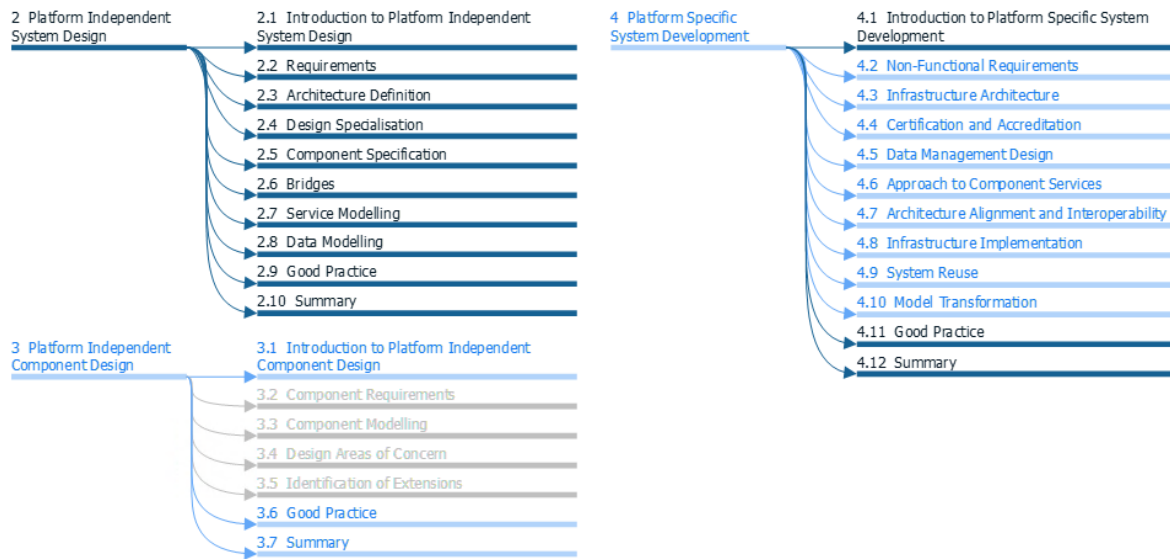 2 Platform Independent
System Design
2.1 Introduction to Platform Independent
System Design
2.2 Requirements
2.3 Architecture Definition
2.4 Design Specialisation
2.5 Component Specification
2.6 Bridges
2.7 Service Modelling
2.8 Data Modelling
2.9 Good Practice
2.10 Summary
3 Platform Independent
Component Design
3.1 Introduction to Platform Independent
Component Design
3.2 Component Requirements
3.3 Component Modelling
3.4 Design Areas of Concern
3.5 Identification of Extensions
3.6 Good Practice
3.7 Summary
4 Platform Specific
System Development
4.1 Introduction to Platform Specific System
Development
4.2 Non-Functional Requirements
4.3 Infrastructure Architecture
4.4 Certification and Accreditation
4.5 Data Management Design
4.6 Approach to Component Services
4.7 Architecture Alignment and Interoperability
4.8 Infrastructure Implementation
4.9 System Reuse
4.10 Model Transformation
4.11 Good Practice
4.12 Summary